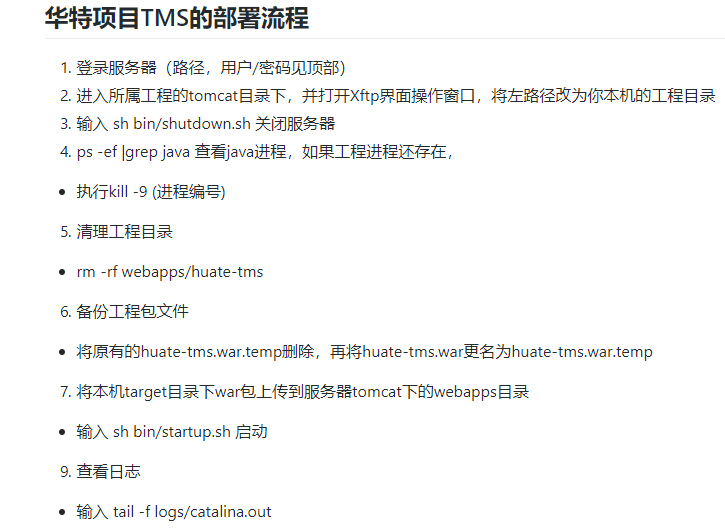 华特项目TMS的部署流程
1. 登录服务器（路径，用户/密码见顶部）
2. 进入所属工程的tomcat目录下，并打开Xftp界面操作窗口，将左路径改为你本机的工程目录
3. 输入 sh bin/shutdown.sh 关闭服务器
4. ps -ef |grep java 查看java进程，如果工程进程还存在，
• 执行kill -9 (进程编号)
5. 清理工程目录
• rm -rf webapps/huate-tms
6. 备份工程包文件
• 将原有的huate-tms.war.temp删除，再将huate-tms.war更名为huate-tms.war.temp
7. 将本机target目录下war包上传到服务器tomcat下的webapps目录
• 输入 sh bin/startup.sh 启动
9. 查看日志
• 输入 tail -f logs/catalina.out